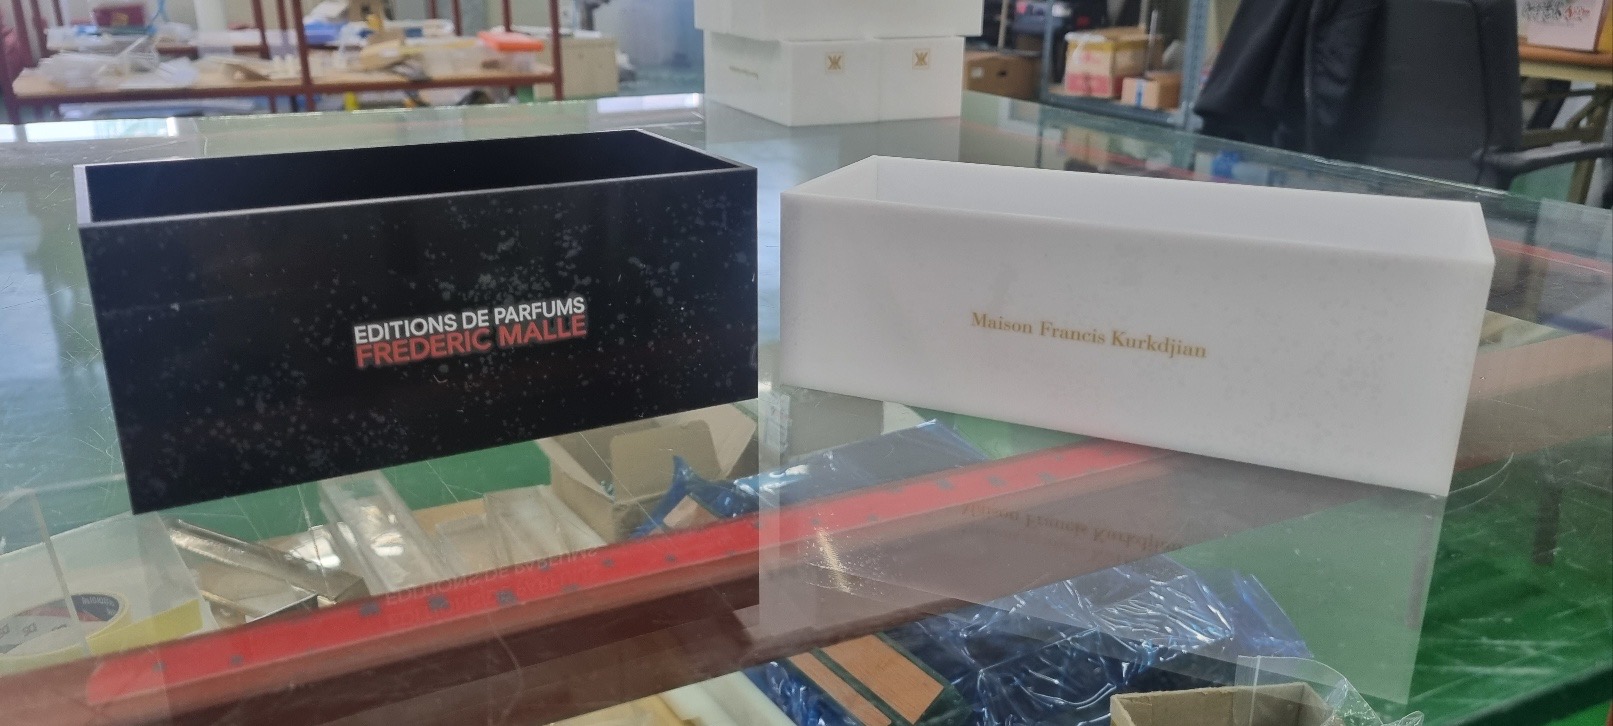 EDITIONS DE PARFUMS
FREDERIC MALLE
Maison Francis Kurkdjian